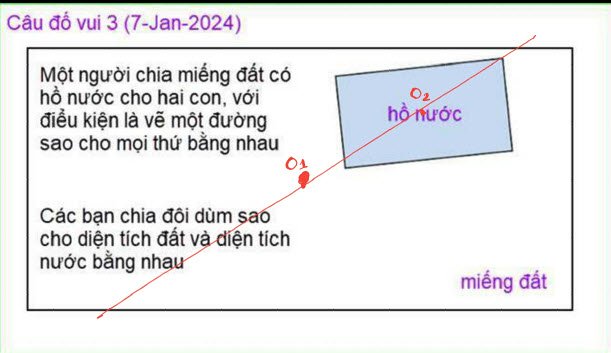 Câu đố vui 3 (7-Jan-2024)
Một người chia miếng đất có
hồ nước cho hai con, với
điều kiện là vẽ một đường
sao cho mọi thứ bằng nhau
O2
hồ nước
O1
Các bạn chia đôi dùm sao
cho diện tích đất và diện tích
nước bằng nhau
miếng đất